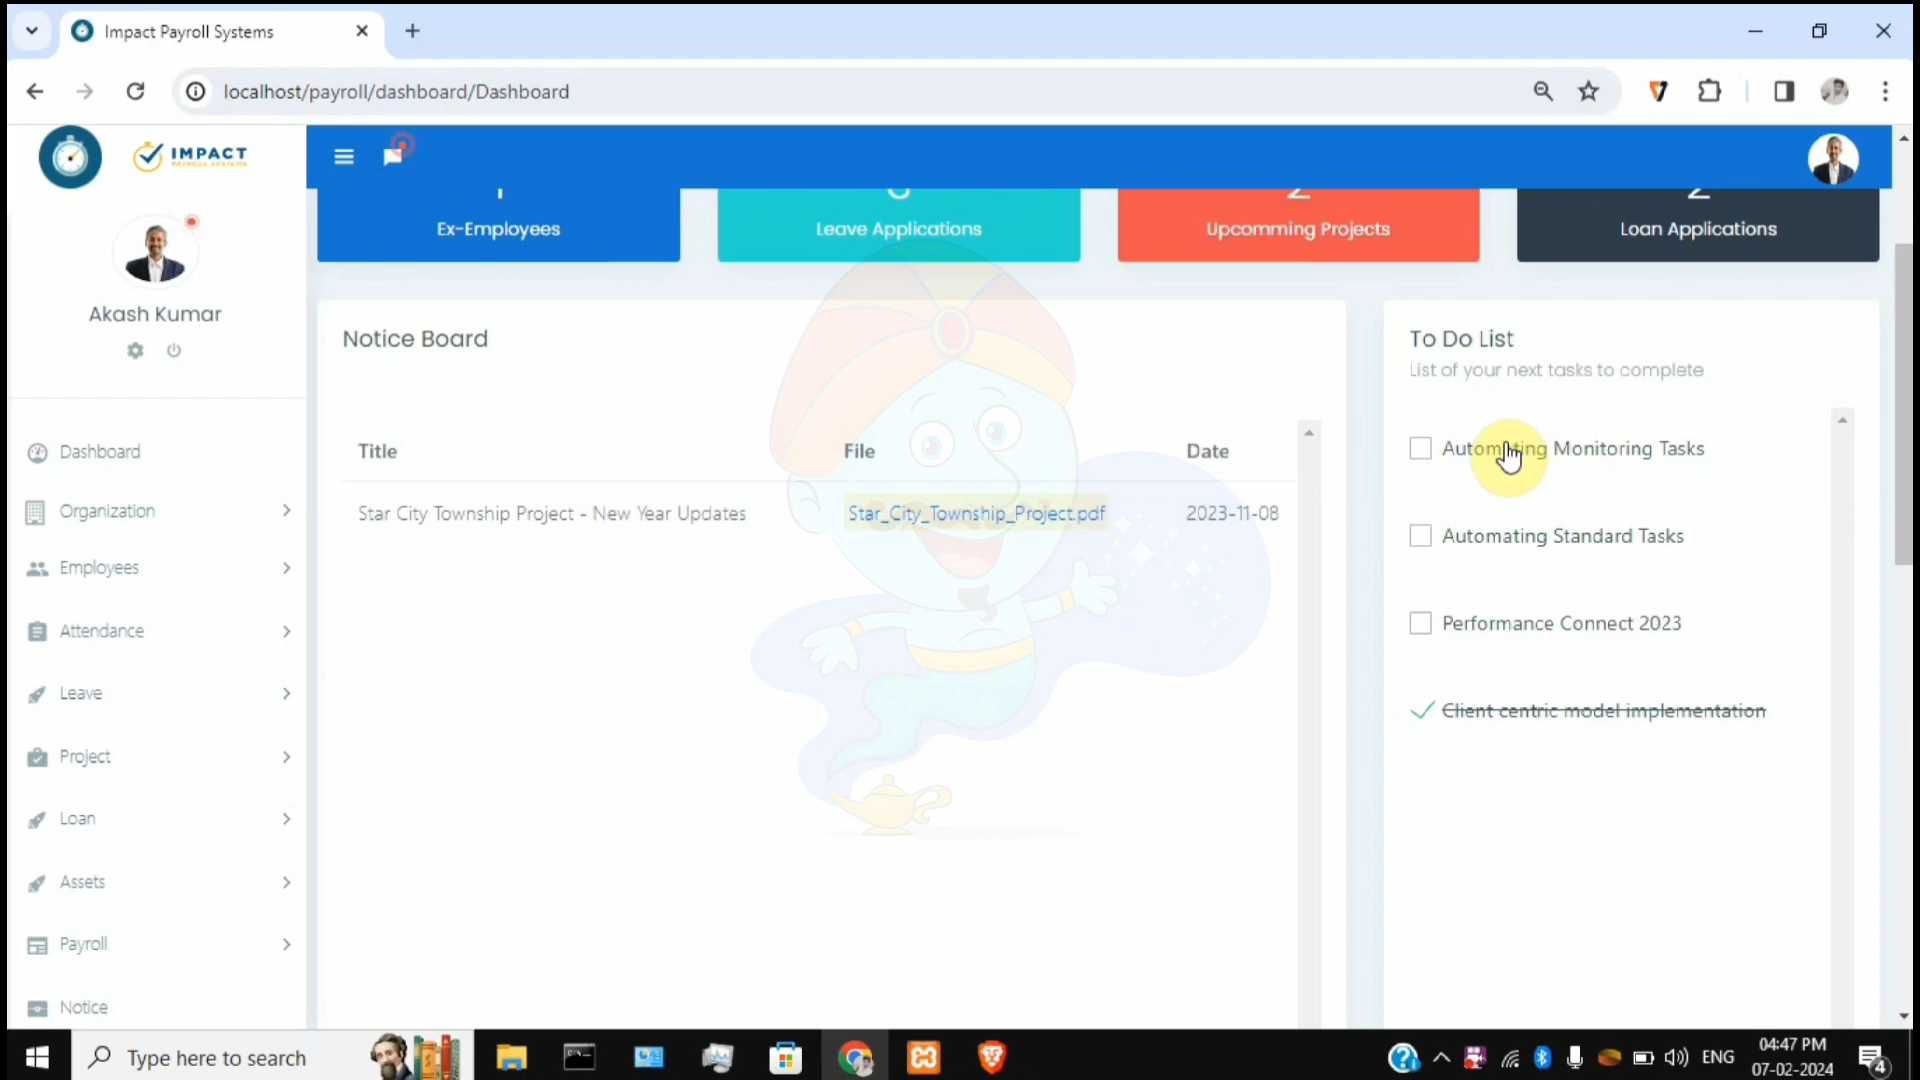 Impact Payroll Systems
localhost/payroll/dashboard/Dashboard
IMPACT
PAYROLL SYSTEMS
Akash Kumar
Dashboard
Organization
Employees
Attendance
Leave
Project
Loan
Assets
Payroll
Notice
Ex-Employees
Leave Applications
Upcomming Projects
Loan Applications
Notice Board
Title File Date
Star City Township Project - New Year Updates Star_City_Township_Project.pdf 2023-11-08
To Do List
List of your next tasks to complete
Automating Monitoring Tasks
Automating Standard Tasks
Performance Connect 2023
Client centric model implementation
Type here to search
ENG
04:47 PM
07-02-2024
4